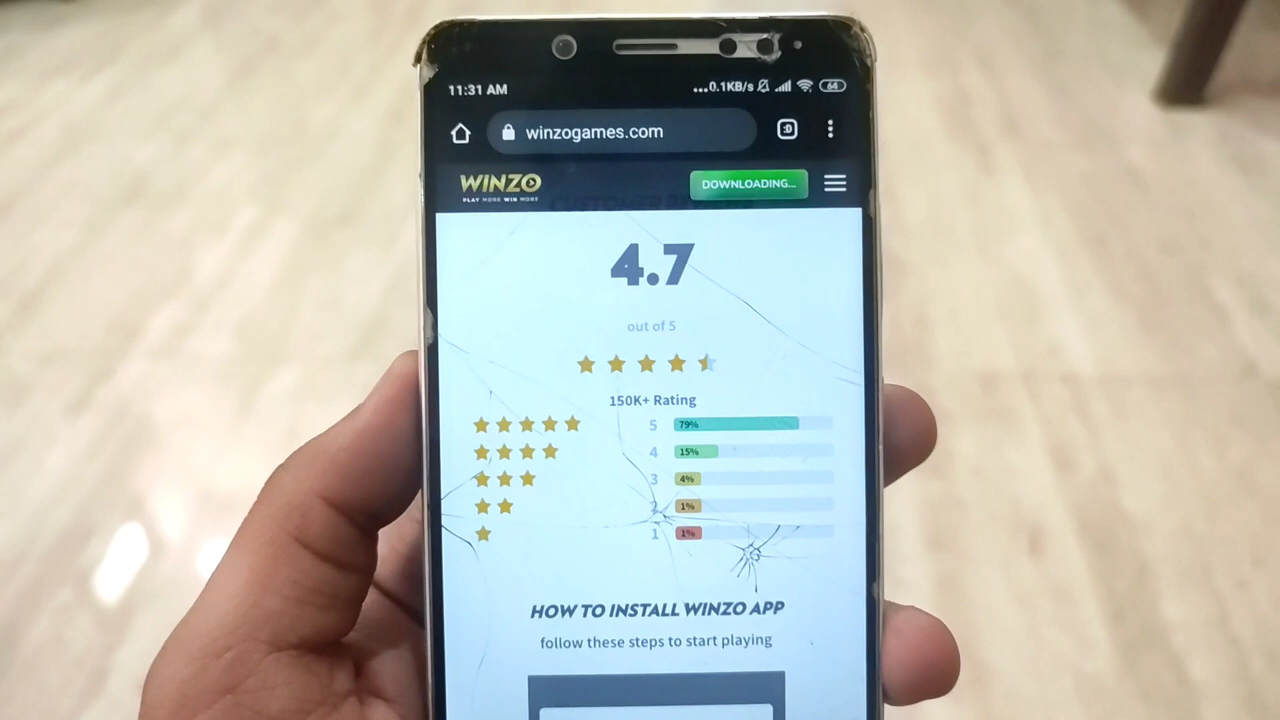 11:31 AM
...0.1KB/s
64
winzogames.com
:D
WINZO
PLAY MORE WIN MORE
DOWNLOADING...
4.7
out of 5
150K+ Rating
5 79%
4 15%
3 4%
2 1%
1 1%
HOW TO INSTALL WINZO APP
follow these steps to start playing